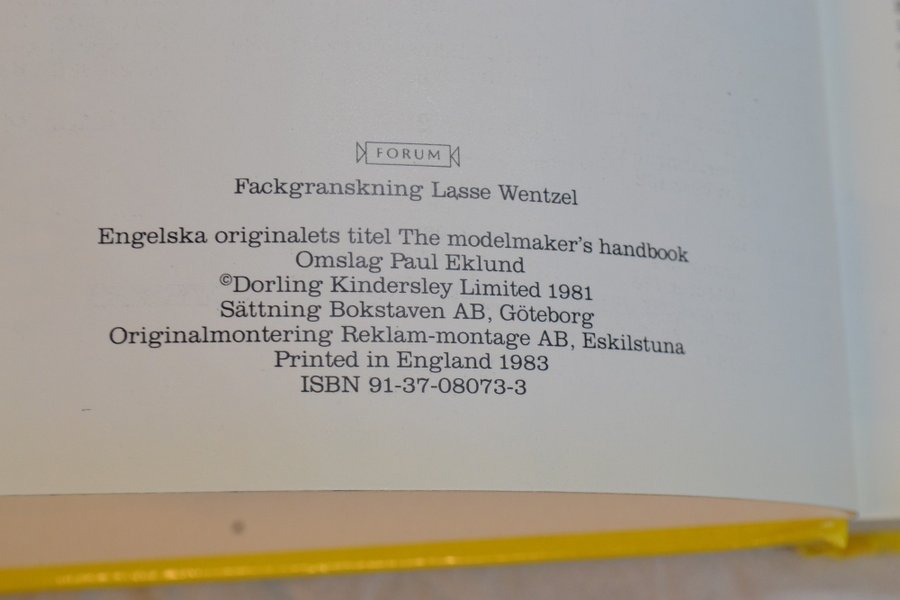 FORUM
Fackgranskning Lasse Wentzel
Engelska originalets titel The modelmaker's handbook
Omslag Paul Eklund
©Dorling Kindersley Limited 1981
Sättning Bokstaven AB, Göteborg
Originalmontering Reklam-montage AB, Eskilstuna
Printed in England 1983
ISBN 91-37-08073-3